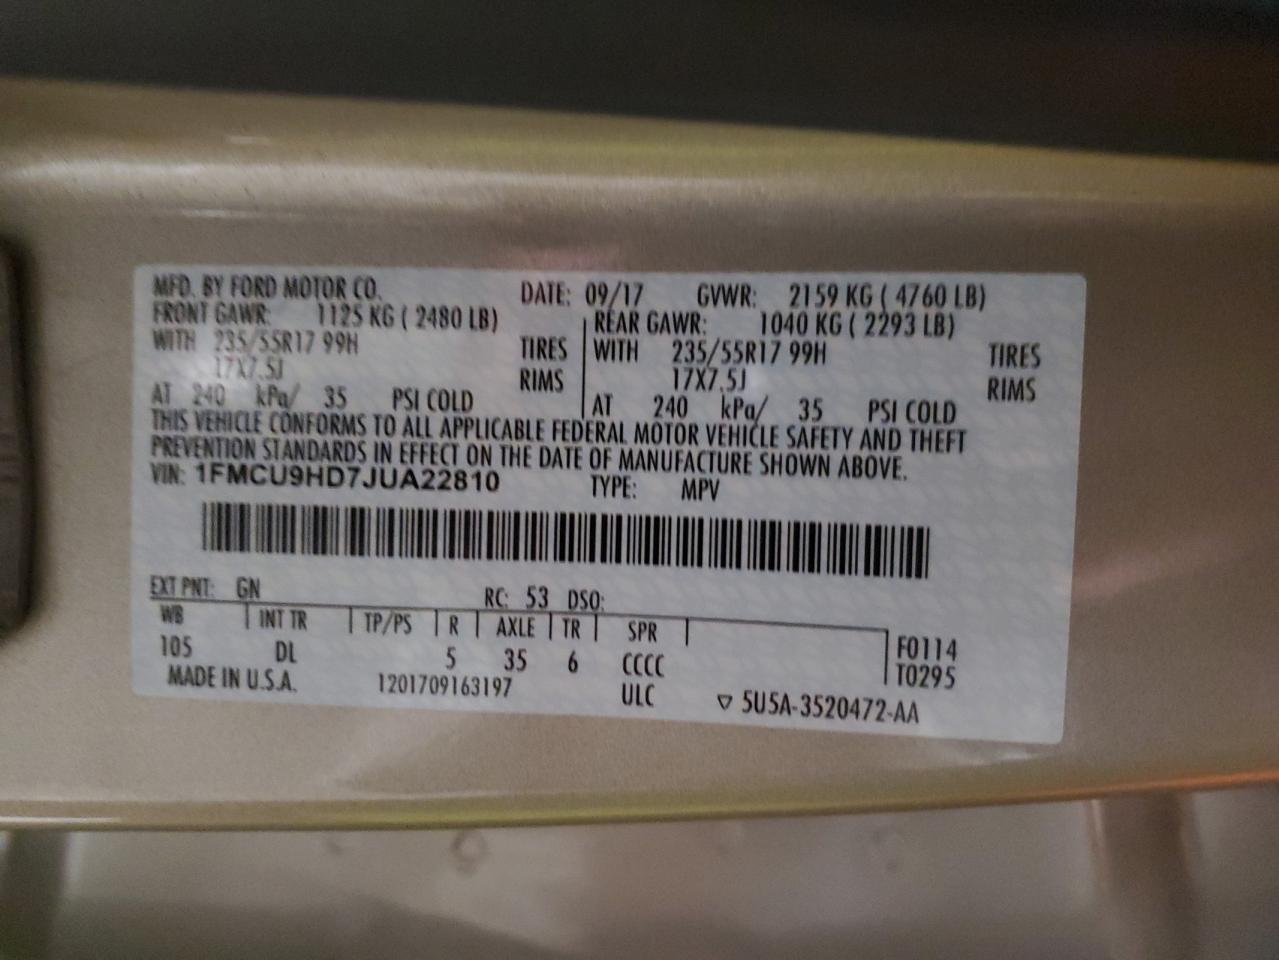 MFD. BY FORD MOTOR CO. DATE: 09/17 GVWR: 2159 KG ( 4760 LB)
FRONT GAWR: 1125 KG ( 2480 LB) REAR GAWR: 1040 KG ( 2293 LB)
WITH 235/55R17 99H TIRES WITH 235/55R17 99H TIRES
17X7.5J RIMS 17X7.5J RIMS
AT 240 kPa/ 35 PSI COLD AT 240 kPa/ 35 PSI COLD
THIS VEHICLE CONFORMS TO ALL APPLICABLE FEDERAL MOTOR VEHICLE SAFETY AND THEFT
PREVENTION STANDARDS IN EFFECT ON THE DATE OF MANUFACTURE SHOWN ABOVE.
VIN: 1FMCU9HD7JUA22810 TYPE: MPV
EXT PNT: GN RC: 53 DSO:
WB INT TR TP/PS R AXLE TR SPR F0114
105 DL 5 35 6 CCCC T0295
MADE IN U.S.A. 1201709163197 ULC ▽ 5U5A-3520472-AA